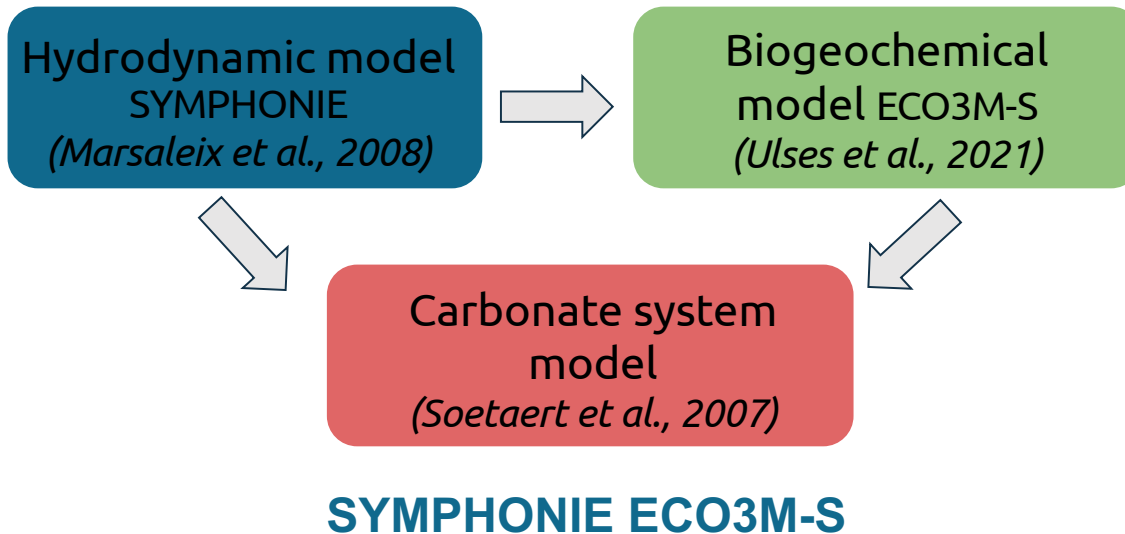 Hydrodynamic model
SYMPHONIE
(Marsaleix et al., 2008)
Biogeochemical
model ECO3M-S
(Ulses et al., 2021)
Carbonate system
model
(Soetaert et al., 2007)
SYMPHONIE ECO3M-S